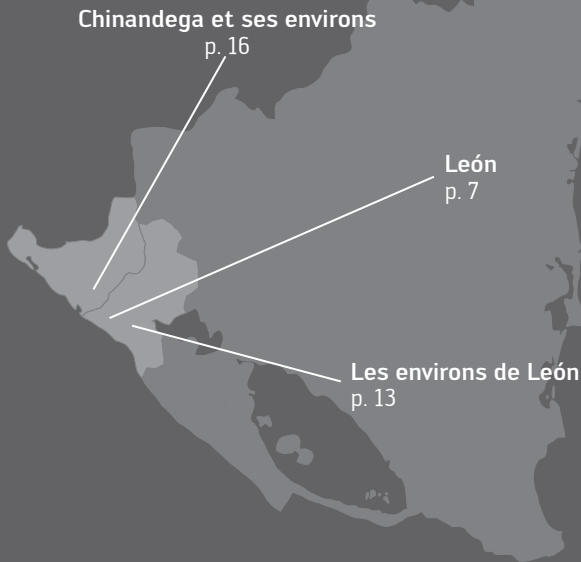 Chinandega et ses environs
p. 16
León
p. 7
Les environs de León
p. 13